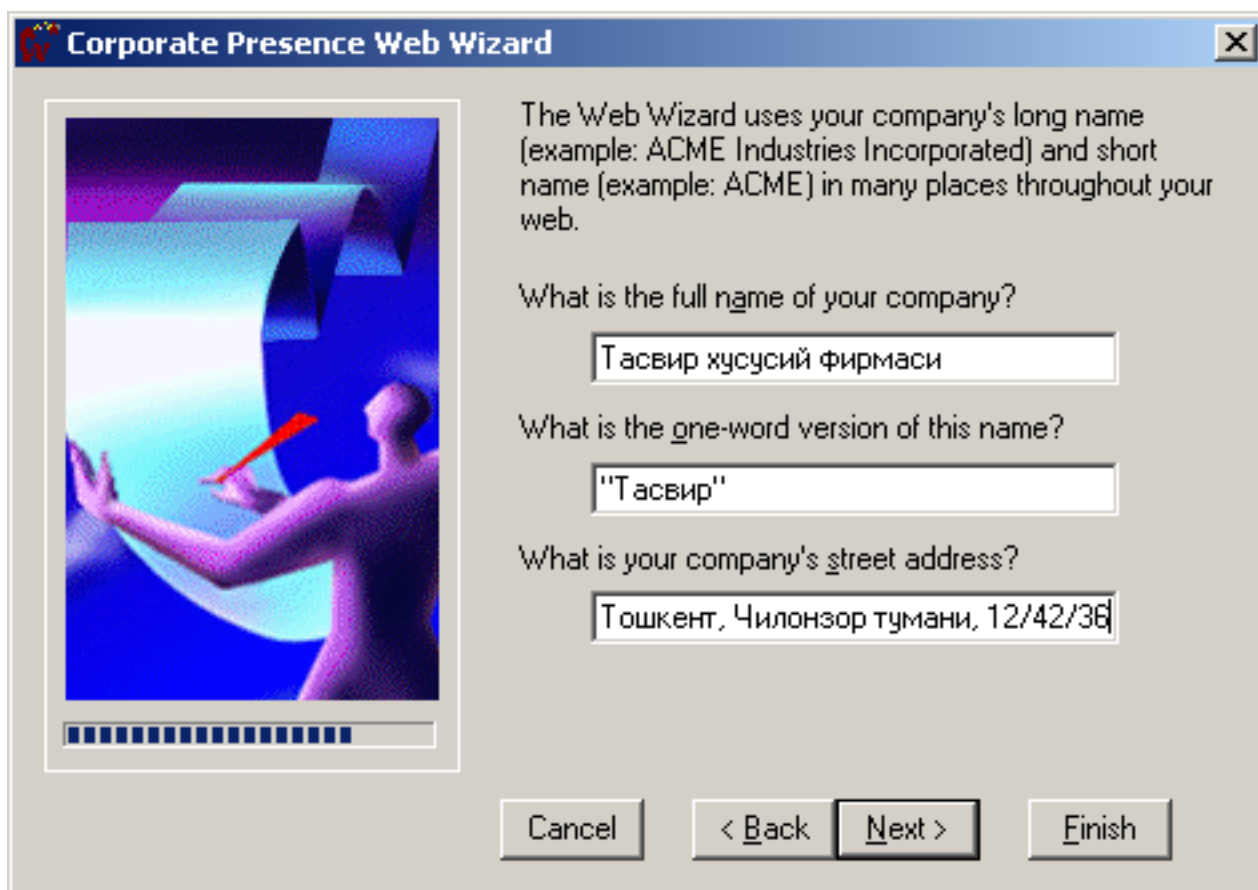 Corporate Presence Web Wizard
The Web Wizard uses your company's long name
(example: ACME Industries Incorporated) and short
name (example: ACME) in many places throughout your
web.
What is the full name of your company?
Тасвир хусусий фирмаси
What is the one-word version of this name?
"Тасвир"
What is your company's street address?
Тошкент, Чилонзор тумани, 12/42/36
Cancel
< Back
Next >
Finish